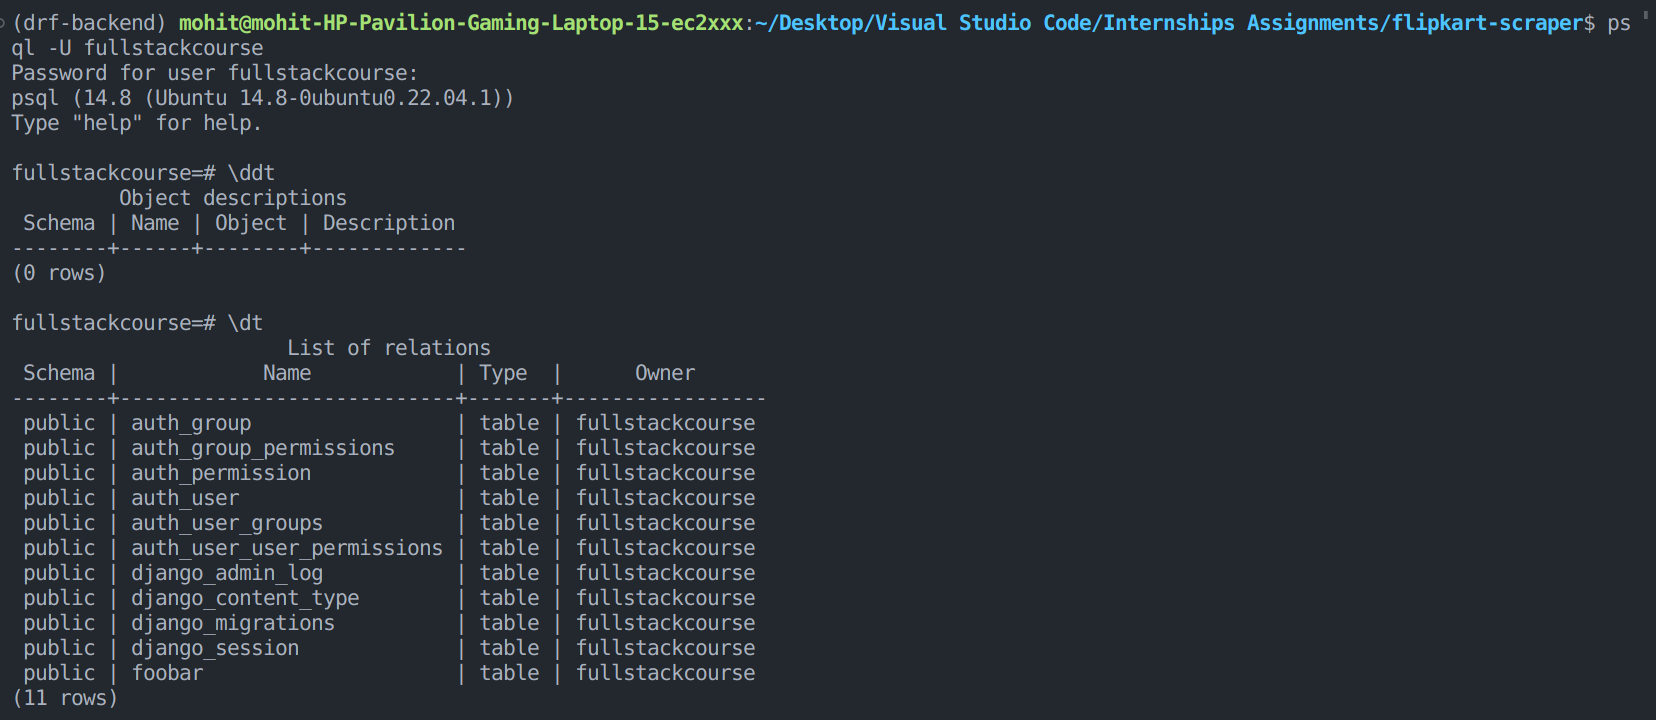 (drf-backend) mohit@mohit-HP-Pavilion-Gaming-Laptop-15-ec2xxx:~/Desktop/Visual Studio Code/Internships Assignments/flipkart-scraper$ ps
ql -U fullstackcourse
Password for user fullstackcourse:
psql (14.8 (Ubuntu 14.8-0ubuntu0.22.04.1))
Type "help" for help.

fullstackcourse=# \ddt
         Object descriptions
 Schema | Name | Object | Description
--------+------+--------+-------------
(0 rows)

fullstackcourse=# \dt
                       List of relations
 Schema |            Name            | Type  |      Owner
--------+----------------------------+-------+-----------------
 public | auth_group                 | table | fullstackcourse
 public | auth_group_permissions     | table | fullstackcourse
 public | auth_permission            | table | fullstackcourse
 public | auth_user                  | table | fullstackcourse
 public | auth_user_groups           | table | fullstackcourse
 public | auth_user_user_permissions | table | fullstackcourse
 public | django_admin_log           | table | fullstackcourse
 public | django_content_type        | table | fullstackcourse
 public | django_migrations          | table | fullstackcourse
 public | django_session             | table | fullstackcourse
 public | foobar                     | table | fullstackcourse
(11 rows)